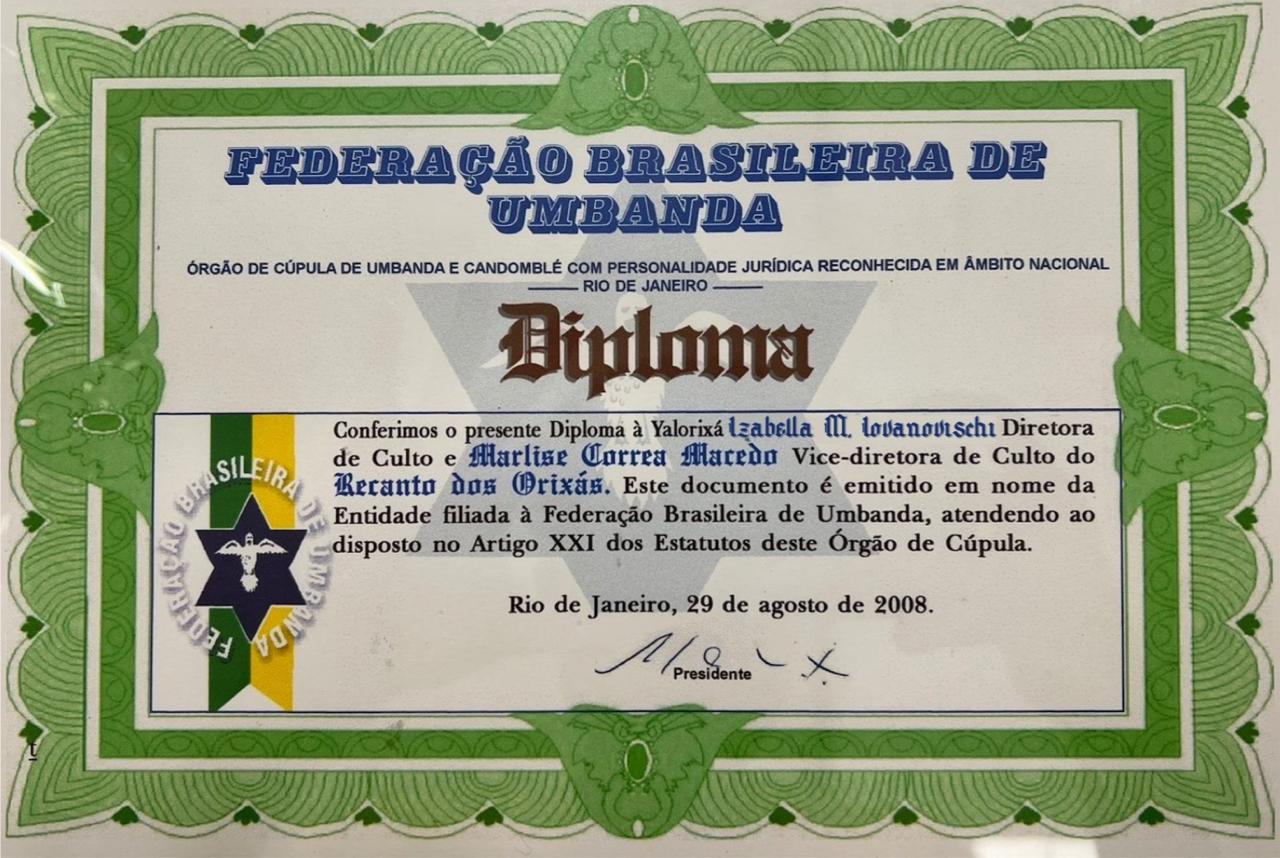 FEDERAÇÃO BRASILEIRA DE
UMBANDA
ÓRGÃO DE CÚPULA DE UMBANDA E CANDOMBLÉ COM PERSONALIDADE JURÍDICA RECONHECIDA EM ÂMBITO NACIONAL
RIO DE JANEIRO
Diploma
Conferimos o presente Diploma à Yalorixá Izabella M. Iovanovischi Diretora
de Culto e Marlise Correa Macedo Vice-diretora de Culto do
Recanto dos Orixás. Este documento é emitido em nome da
Entidade filiada à Federação Brasileira de Umbanda, atendendo ao
disposto no Artigo XXI dos Estatutos deste Órgão de Cúpula.
FEDERAÇÃO BRASILEIRA DE UMBANDA
Rio de Janeiro, 29 de agosto de 2008.
Presidente
t